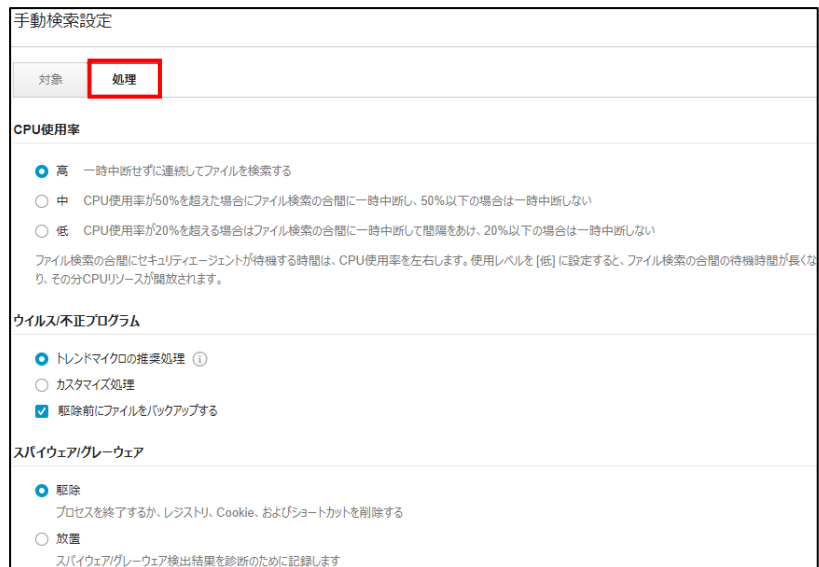 手動検索設定
対象 処理
CPU使用率
高 一時中断せずに連続してファイルを検索する
中 CPU使用率が50%を超えた場合にファイル検索の合間に一時中断し、50%以下の場合は一時中断しない
低 CPU使用率が20%を超える場合はファイル検索の合間に一時中断して間隔をあけ、20%以下の場合は一時中断しない
ファイル検索の合間にセキュリティエージェントが待機する時間は、CPU使用率を左右します。使用レベルを [低] に設定すると、ファイル検索の合間の待機時間が長くな
り、その分CPUリソースが開放されます。
ウイルス/不正プログラム
トレンドマイクロの推奨処理
カスタマイズ処理
駆除前にファイルをバックアップする
スパイウェア/グレーウェア
駆除
プロセスを終了するか、レジストリ、Cookie、およびショートカットを削除する
放置
スパイウェア/グレーウェア検出結果を診断のために記録します